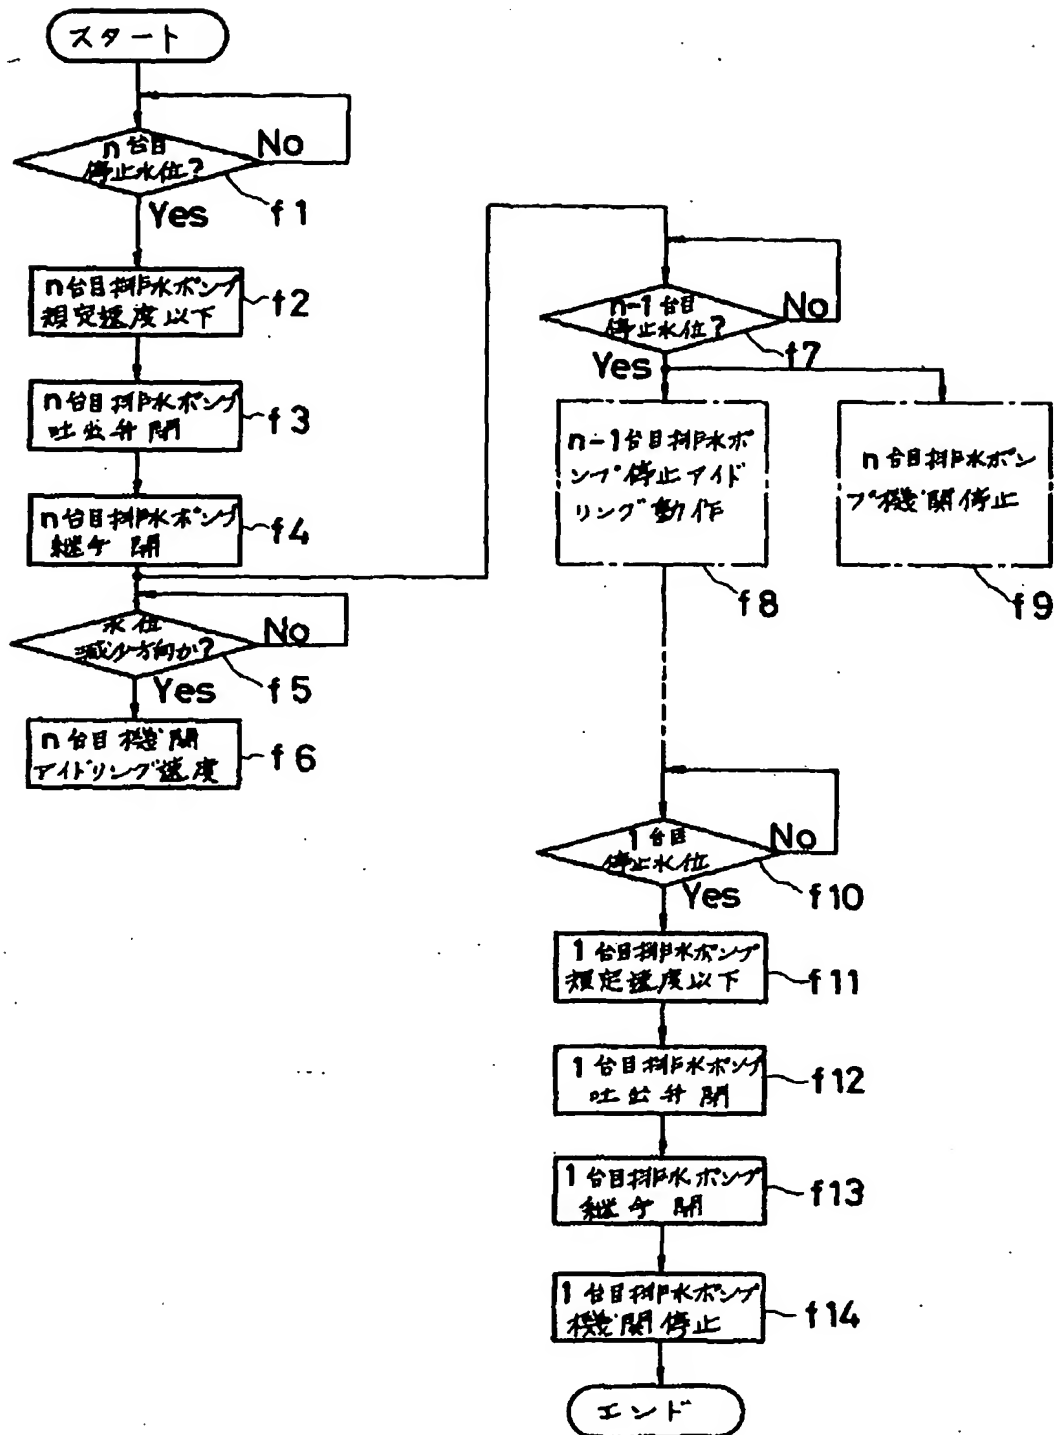 スタート
n台目
停止水位?
No
Yes
f1
n台目排水ポンプ
規定速度以下
f2
n台目排水ポンプ
吐出弁 閉
f3
n台目排水ポンプ
継手 開
f4
水位
減少方向か?
No
Yes
f5
n台目機関
アイドリング速度
f6
n-1台目
停止水位?
No
Yes
f7
n-1台目排水ポ
ンプ停止アイド
リング動作
f8
n台目排水ポン
プ機関停止
f9
1台目
停止水位
No
Yes
f10
1台目排水ポンプ
規定速度以下
f11
1台目排水ポンプ
吐出弁 閉
f12
1台目排水ポンプ
継手 開
f13
1台目排水ポンプ
機関停止
f14
エンド